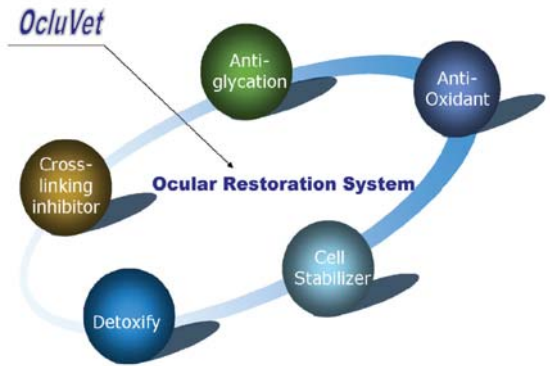 OcluVet
Anti-
glycation
Anti-
Oxidant
Cross-
linking
inhibitor
Ocular Restoration System
Cell
Stabilizer
Detoxify